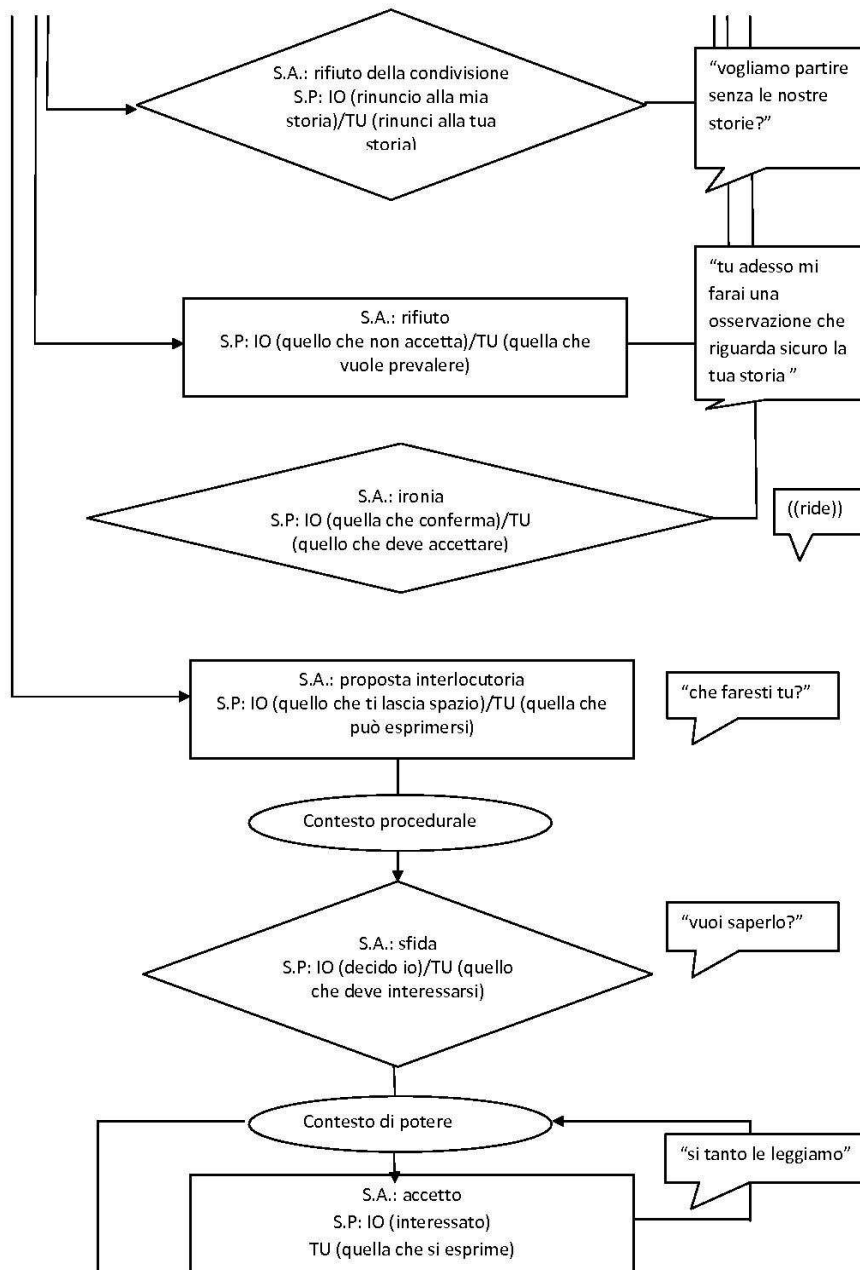 S.A.: rifiuto della condivisione
S.P: IO (rinuncio alla mia
storia)/TU (rinunci alla tua
storia)
“vogliamo partire
senza le nostre
storie?”
“tu adesso mi
farai una
osservazione che
riguarda sicuro la
tua storia ”
S.A.: rifiuto
S.P: IO (quello che non accetta)/TU (quella che
vuole prevalere)
S.A.: ironia
S.P: IO (quella che conferma)/TU
(quello che deve accettare)
((ride))
S.A.: proposta interlocutoria
S.P: IO (quello che ti lascia spazio)/TU (quella che
può esprimersi)
“che faresti tu?”
Contesto procedurale
S.A.: sfida
S.P: IO (decido io)/TU (quello
che deve interessarsi)
“vuoi saperlo?”
Contesto di potere
“si tanto le leggiamo”
S.A.: accetto
S.P: IO (interessato)
TU (quella che si esprime)